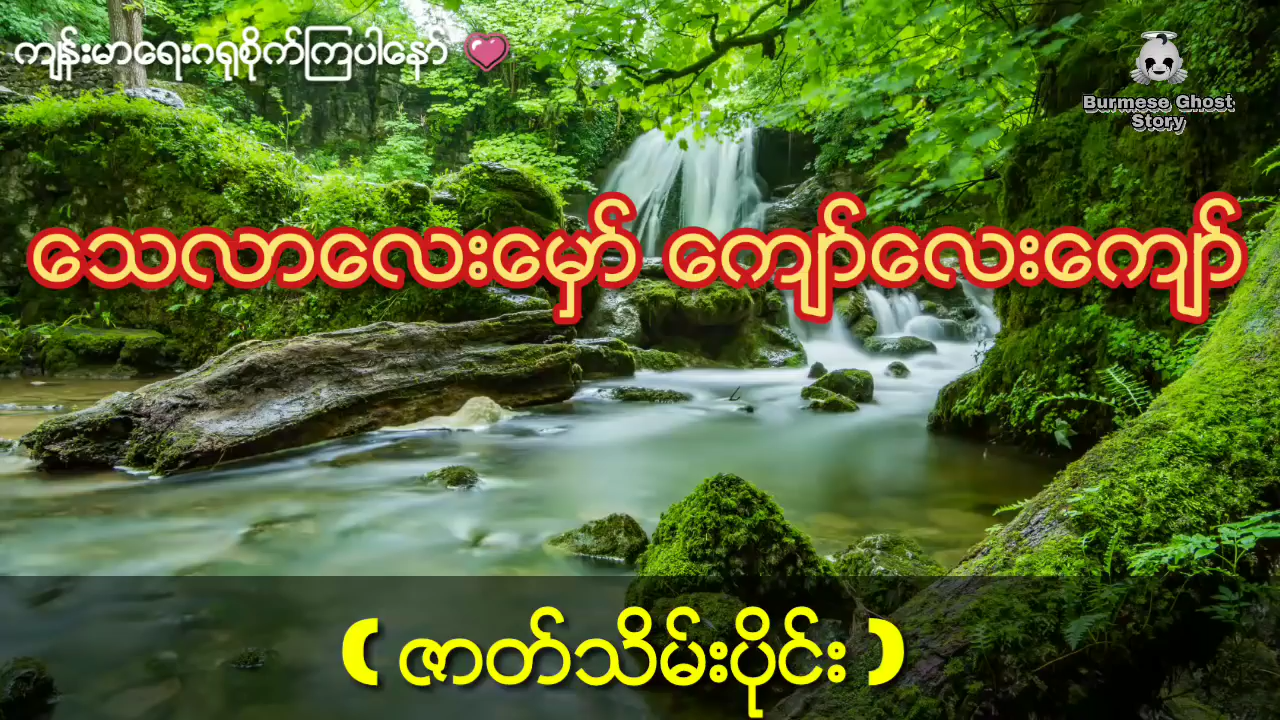 ကျန်းမာရေးဂရုစိုက်ကြပါနော် 💗
Burmese Ghost
Story
သေလာလေးမှော် ကျော်လေးကျော်
(ဇာတ်သိမ်းပိုင်း)